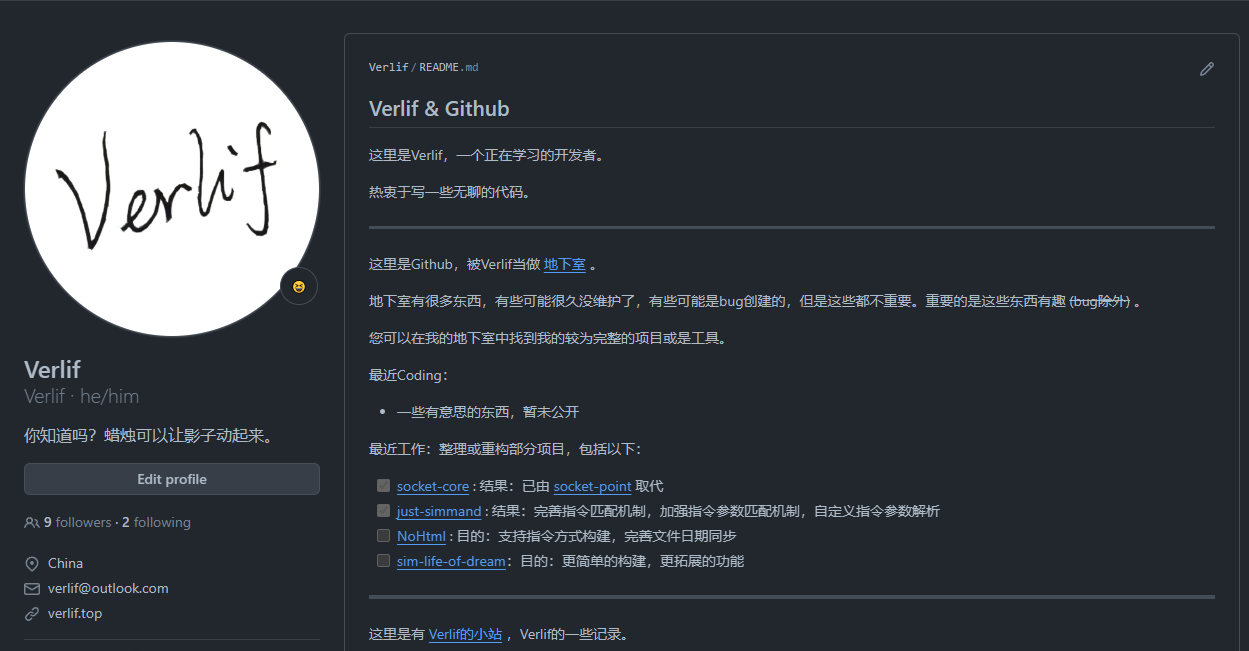 Verlif
Verlif
Verlif · he/him
你知道吗？蜡烛可以让影子动起来。
Edit profile
9 followers · 2 following
China
verlif@outlook.com
verlif.top
Verlif/README.md
Verlif & Github
这里是Verlif，一个正在学习的开发者。
热衷于写一些无聊的代码。
这里是Github，被Verlif当做 地下室 。
地下室有很多东西，有些可能很久没维护了，有些可能是bug创建的，但是这些都不重要。重要的是这些东西有趣 (bug除外) 。
您可以在我的地下室中找到我的较为完整的项目或是工具。
最近Coding：
一些有意思的东西，暂未公开
最近工作：整理或重构部分项目，包括以下：
socket-core : 结果：已由 socket-point 取代
just-simmand : 结果：完善指令匹配机制，加强指令参数匹配机制，自定义指令参数解析
NoHtml : 目的：支持指令方式构建，完善文件日期同步
sim-life-of-dream：目的：更简单的构建，更拓展的功能
这里是有 Verlif的小站 ，Verlif的一些记录。